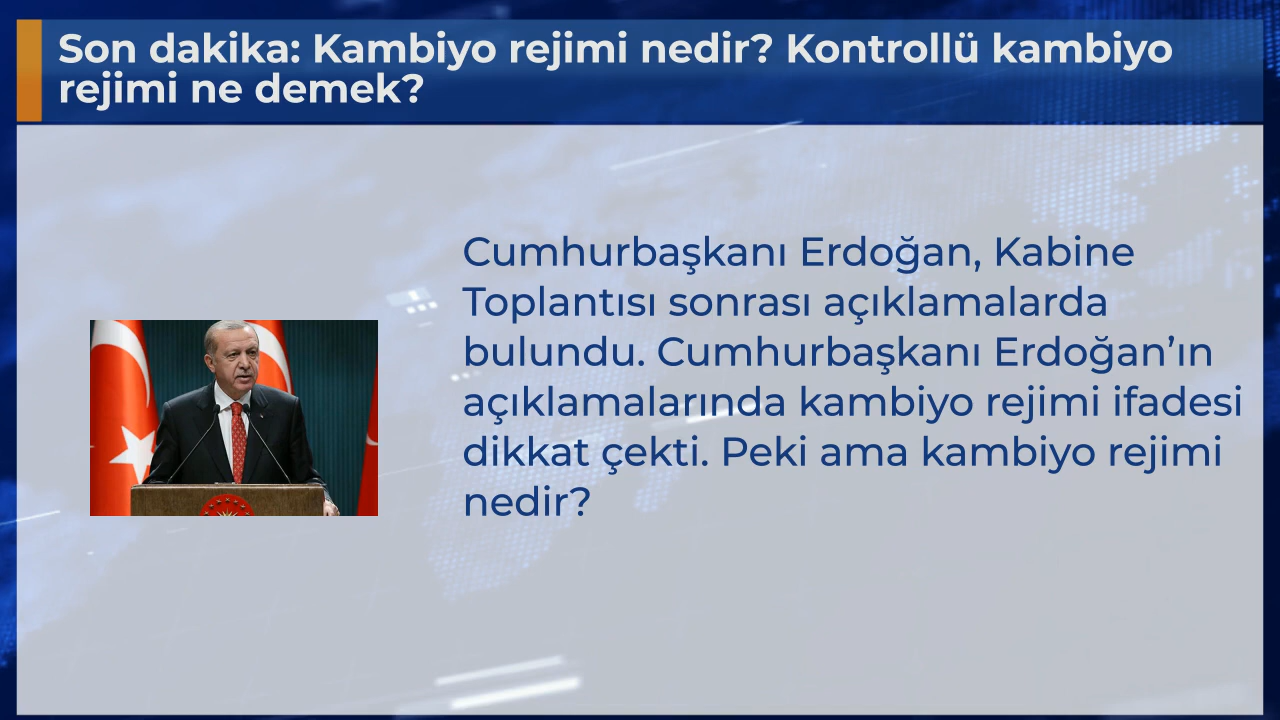 Son dakika: Kambiyo rejimi nedir? Kontrollü kambiyo
rejimi ne demek?
Cumhurbaşkanı Erdoğan, Kabine
Toplantısı sonrası açıklamalarda
bulundu. Cumhurbaşkanı Erdoğan’ın
açıklamalarında kambiyo rejimi ifadesi
dikkat çekti. Peki ama kambiyo rejimi
nedir?